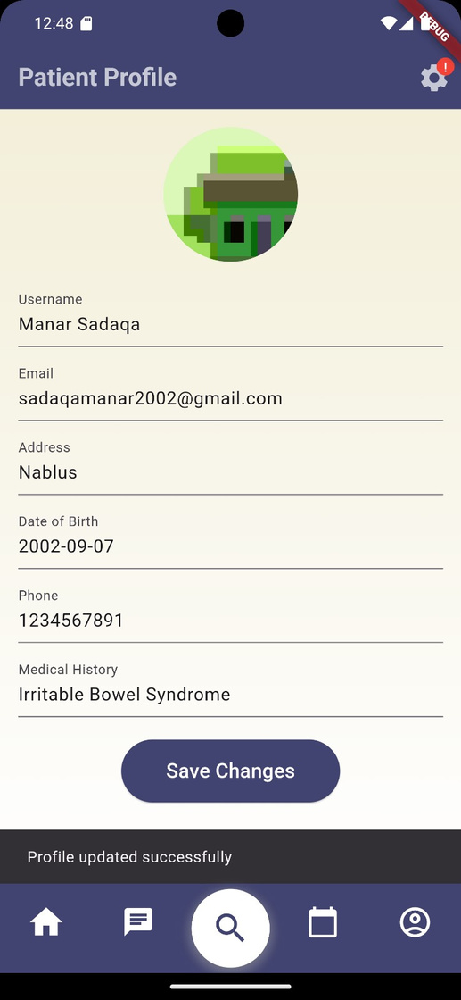 12:48
DEBUG
Patient Profile
!
Username
Manar Sadaqa
Email
sadaqamanar2002@gmail.com
Address
Nablus
Date of Birth
2002-09-07
Phone
1234567891
Medical History
Irritable Bowel Syndrome
Save Changes
Profile updated successfully